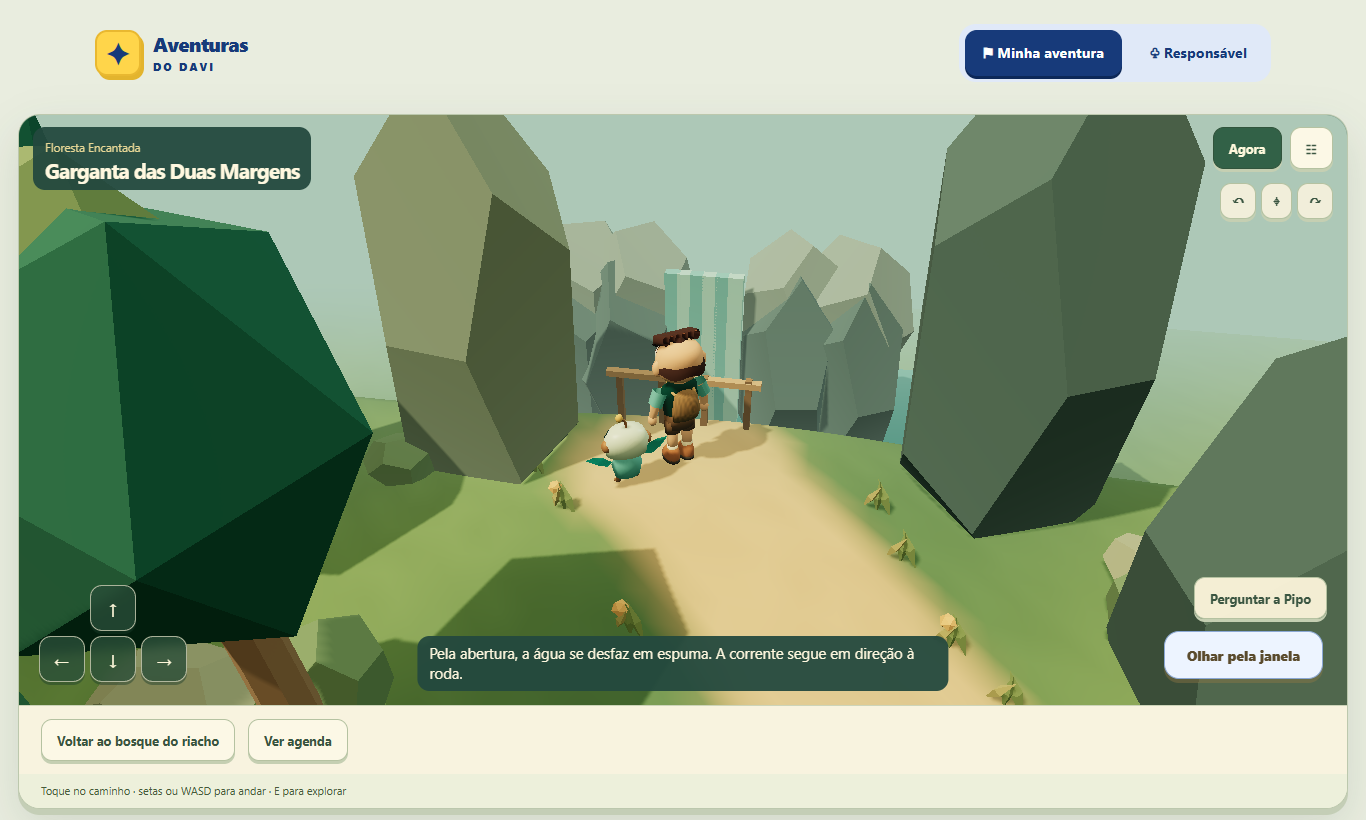 Aventuras
DO DAVI
Minha aventura
Responsável
Floresta Encantada
Garganta das Duas Margens
Agora
Perguntar a Pipo
Pela abertura, a água se desfaz em espuma. A corrente segue em direção à
roda.
Olhar pela janela
Voltar ao bosque do riacho
Ver agenda
Toque no caminho · setas ou WASD para andar · E para explorar